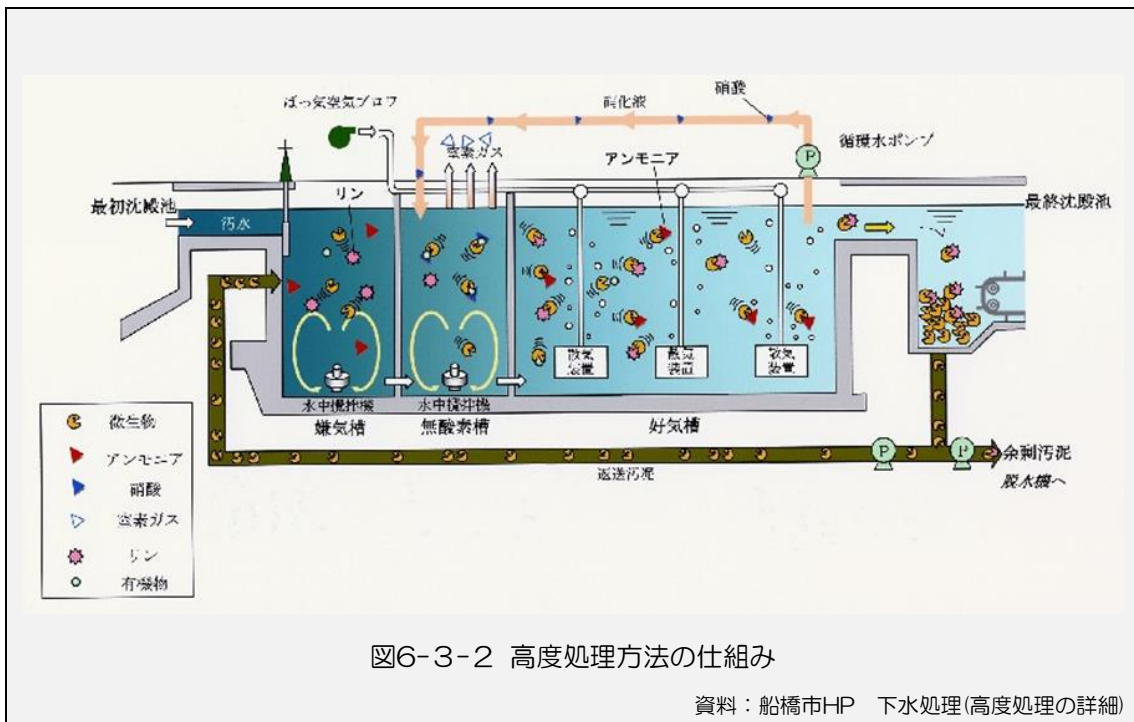 ばっ気空気ブロワ
硝化液
硝酸
循環水ポンプ
P
窒素ガス
アンモニア
リン
最初沈殿池
汚水
最終沈殿池
散気
装置
散気
装置
散気
装置
水中撹拌機
水中撹拌機
嫌気槽
無酸素槽
好気槽
返送汚泥
P
P
余剰汚泥
脱水機へ
微生物
アンモニア
硝酸
窒素ガス
リン
有機物
図6-3-2 高度処理方法の仕組み
資料：船橋市HP 下水処理(高度処理の詳細)